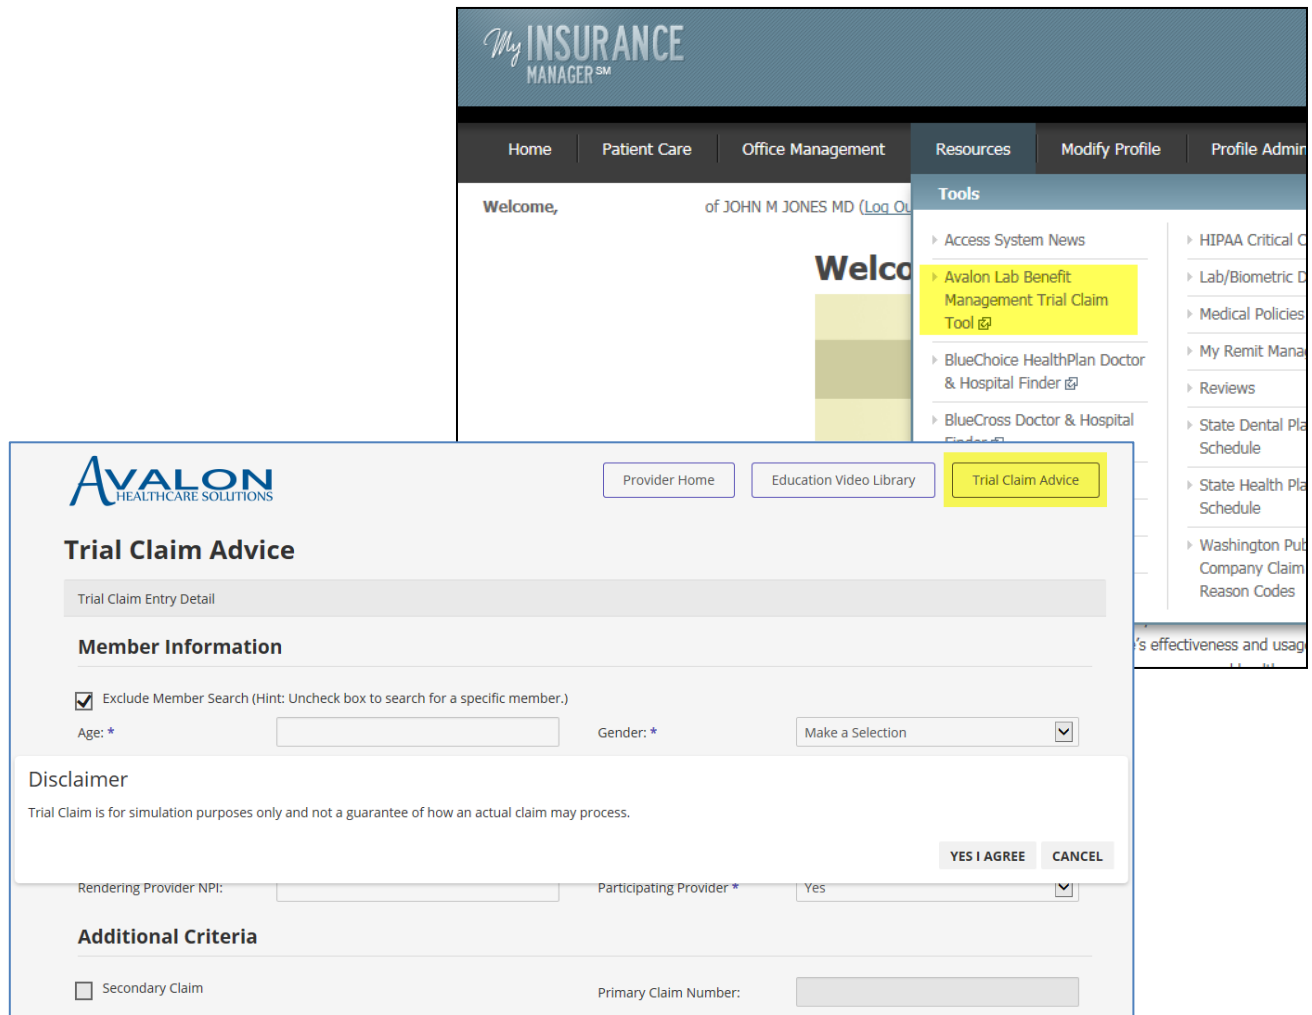 My INSURANCE
MANAGER℠
Home Patient Care Office Management Resources Modify Profile Profile Admin
Tools
Welcome, of JOHN M JONES MD (Log Ou
Welco
Access System News
Avalon Lab Benefit
Management Trial Claim
Tool
BlueChoice HealthPlan Doctor
& Hospital Finder
BlueCross Doctor & Hospital
Finder
HIPAA Critical C
Lab/Biometric D
Medical Policies
My Remit Mana
Reviews
State Dental Pla
Schedule
State Health Pla
Schedule
Washington Pub
Company Claim
Reason Codes
's effectiveness and usag
AVALON
HEALTHCARE SOLUTIONS
Provider Home Education Video Library Trial Claim Advice
Trial Claim Advice
Trial Claim Entry Detail
Member Information
Exclude Member Search (Hint: Uncheck box to search for a specific member.)
Age: * Gender: * Make a Selection
Disclaimer
Trial Claim is for simulation purposes only and not a guarantee of how an actual claim may process.
YES I AGREE CANCEL
Rendering Provider NPI: Participating Provider * Yes
Additional Criteria
Secondary Claim Primary Claim Number: